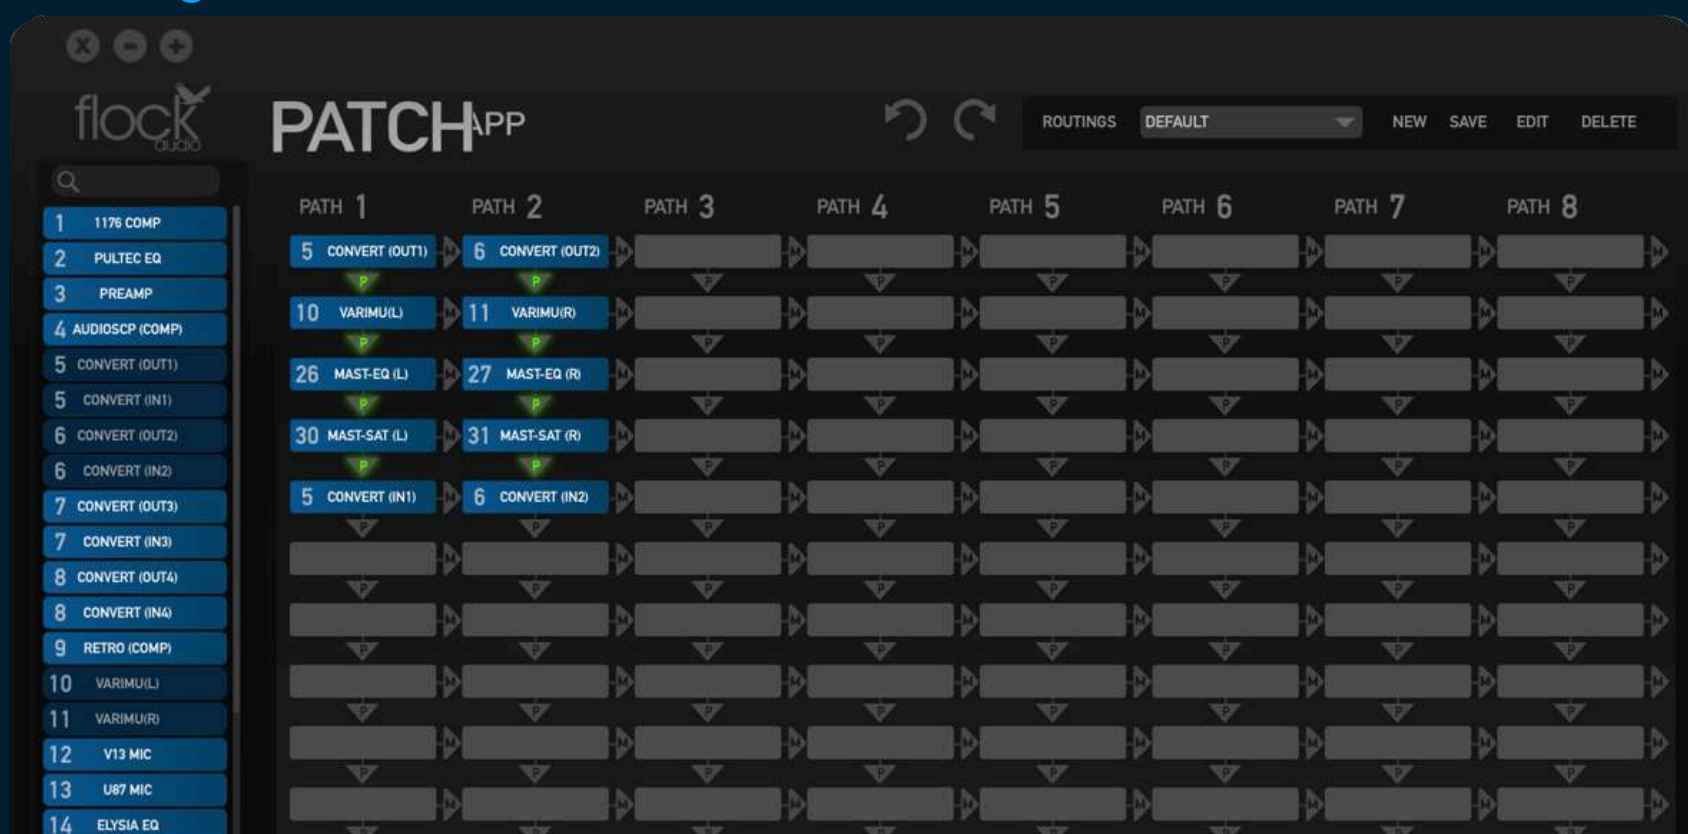 flock
audio
PATCH APP
ROUTINGS DEFAULT NEW SAVE EDIT DELETE
1 1176 COMP
2 PULTEC EQ
3 PREAMP
4 AUDIOSCP (COMP)
5 CONVERT (OUT1)
5 CONVERT (IN1)
6 CONVERT (OUT2)
6 CONVERT (IN2)
7 CONVERT (OUT3)
7 CONVERT (IN3)
8 CONVERT (OUT4)
8 CONVERT (IN4)
9 RETRO (COMP)
10 VARIMU(L)
11 VARIMU(R)
12 V13 MIC
13 U87 MIC
14 ELYSIA EQ
PATH 1 PATH 2 PATH 3 PATH 4 PATH 5 PATH 6 PATH 7 PATH 8
5 CONVERT (OUT1) M 6 CONVERT (OUT2) M M M M M M M
P P P P P P P P
10 VARIMU(L) M 11 VARIMU(R) M M M M M M M
P P P P P P P P
26 MAST-EQ (L) M 27 MAST-EQ (R) M M M M M M M
P P P P P P P P
30 MAST-SAT (L) M 31 MAST-SAT (R) M M M M M M M
P P P P P P P P
5 CONVERT (IN1) M 6 CONVERT (IN2) M M M M M M M
P P P P P P P P
M M M M M M M M
P P P P P P P P
M M M M M M M M
P P P P P P P P
M M M M M M M M
P P P P P P P P
M M M M M M M M
P P P P P P P P
M M M M M M M M